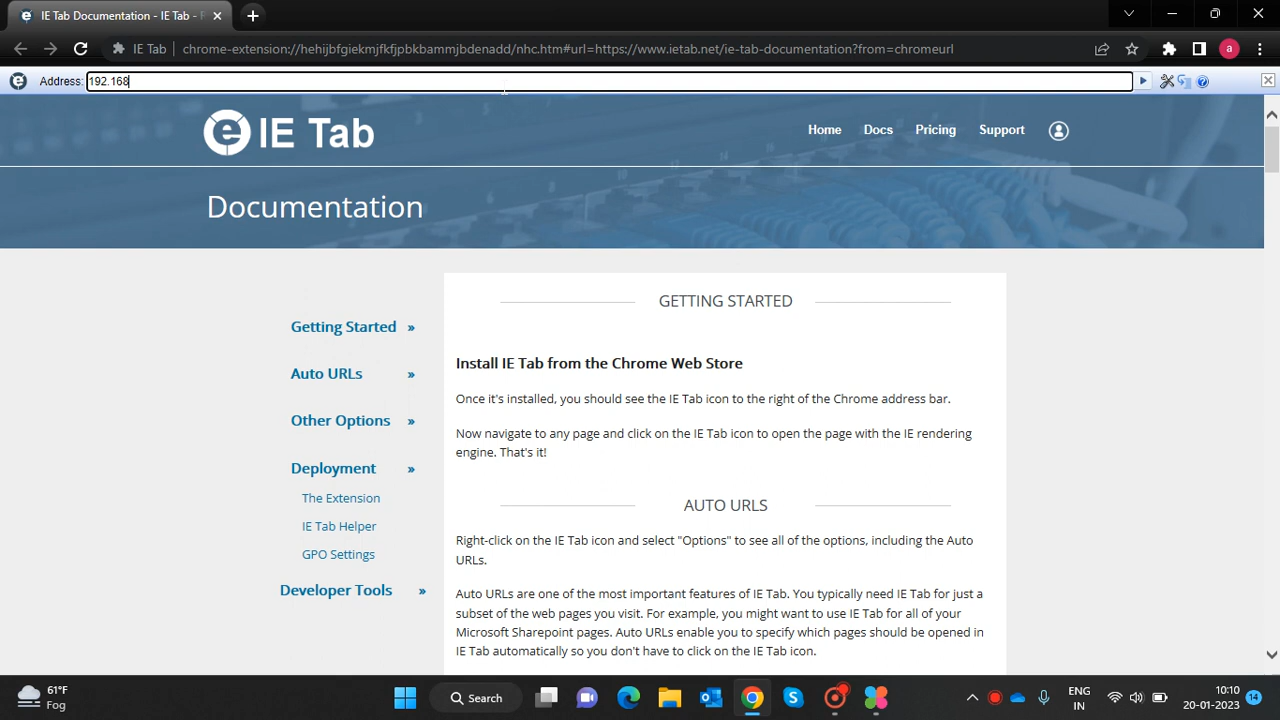 IE Tab Documentation - IE Tab -
IE Tab
chrome-extension://hehijbfgiekmjfkfjpbkbammjbdenadd/nhc.htm#url=https://www.ietab.net/ie-tab-documentation?from=chromeurl
a
Address: 192.168
IE Tab
Home
Docs
Pricing
Support
Documentation
Getting Started »
Auto URLs »
Other Options »
Deployment »
The Extension
IE Tab Helper
GPO Settings
Developer Tools »
GETTING STARTED
Install IE Tab from the Chrome Web Store
Once it's installed, you should see the IE Tab icon to the right of the Chrome address bar.
Now navigate to any page and click on the IE Tab icon to open the page with the IE rendering
engine. That's it!
AUTO URLS
Right-click on the IE Tab icon and select "Options" to see all of the options, including the Auto
URLs.
Auto URLs are one of the most important features of IE Tab. You typically need IE Tab for just a
subset of the web pages you visit. For example, you might want to use IE Tab for all of your
Microsoft Sharepoint pages. Auto URLs enable you to specify which pages should be opened in
IE Tab automatically so you don't have to click on the IE Tab icon.
61°F
Fog
Search
ENG
IN
10:10
20-01-2023
14